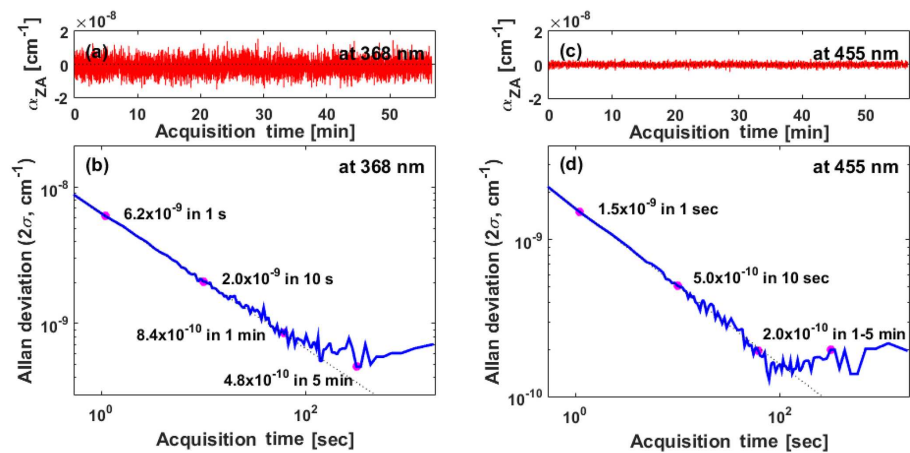 ×10⁻⁸
2
0
-2
α_ZA [cm⁻¹]
(a)
at 368 nm
0 10 20 30 40 50
Acquisition time [min]
×10⁻⁸
2
0
-2
α_ZA [cm⁻¹]
(c)
at 455 nm
0 10 20 30 40 50
Acquisition time [min]
(b)
at 368 nm
Allan deviation (2σ, cm⁻¹)
10⁻⁸
10⁻⁹
6.2x10⁻⁹ in 1 s
2.0x10⁻⁹ in 10 s
8.4x10⁻¹⁰ in 1 min
4.8x10⁻¹⁰ in 5 min
10⁰ 10²
Acquisition time [sec]
(d)
at 455 nm
Allan deviation (2σ, cm⁻¹)
10⁻⁹
10⁻¹⁰
1.5x10⁻⁹ in 1 sec
5.0x10⁻¹⁰ in 10 sec
2.0x10⁻¹⁰ in 1-5 min
10⁰ 10²
Acquisition time [sec]